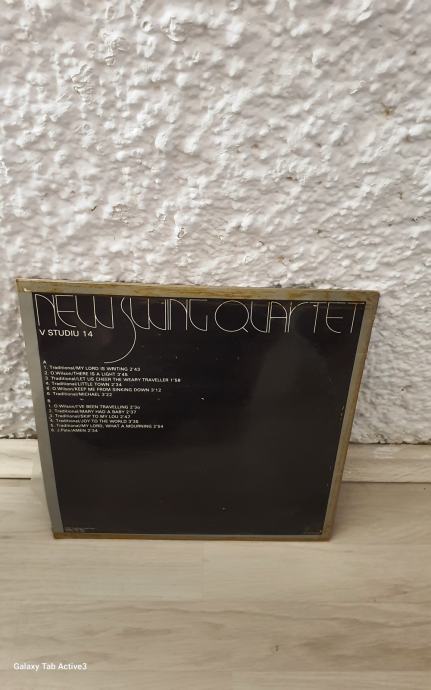 NEW SWING QUARTET
V STUDIU 14
A
1. Traditional/MY LORD IS WRITING 2'43
2. O.Wilson/THERE IS A LIGHT 3'45
3. Traditional/LET US CHEER THE WEARY TRAVELLER 1'58
4. Traditional/LITTLE TOWN 2'34
5. O.Wilson/KEEP ME FROM SINKING DOWN 3'12
6. Traditional/MICHAEL 3'22
B
1. O.Wilson/I'VE BEEN TRAVELLING 2'36
2. Traditional/MARY HAD A BABY 2'37
3. Traditional/SKIP TO MY LOU 2'47
4. Traditional/JOY TO THE WORLD 3'35
5. Traditional/MY LORD, WHAT A MOURNING 2'54
6. J.Pate/AMEN 2'34
Galaxy Tab Active3